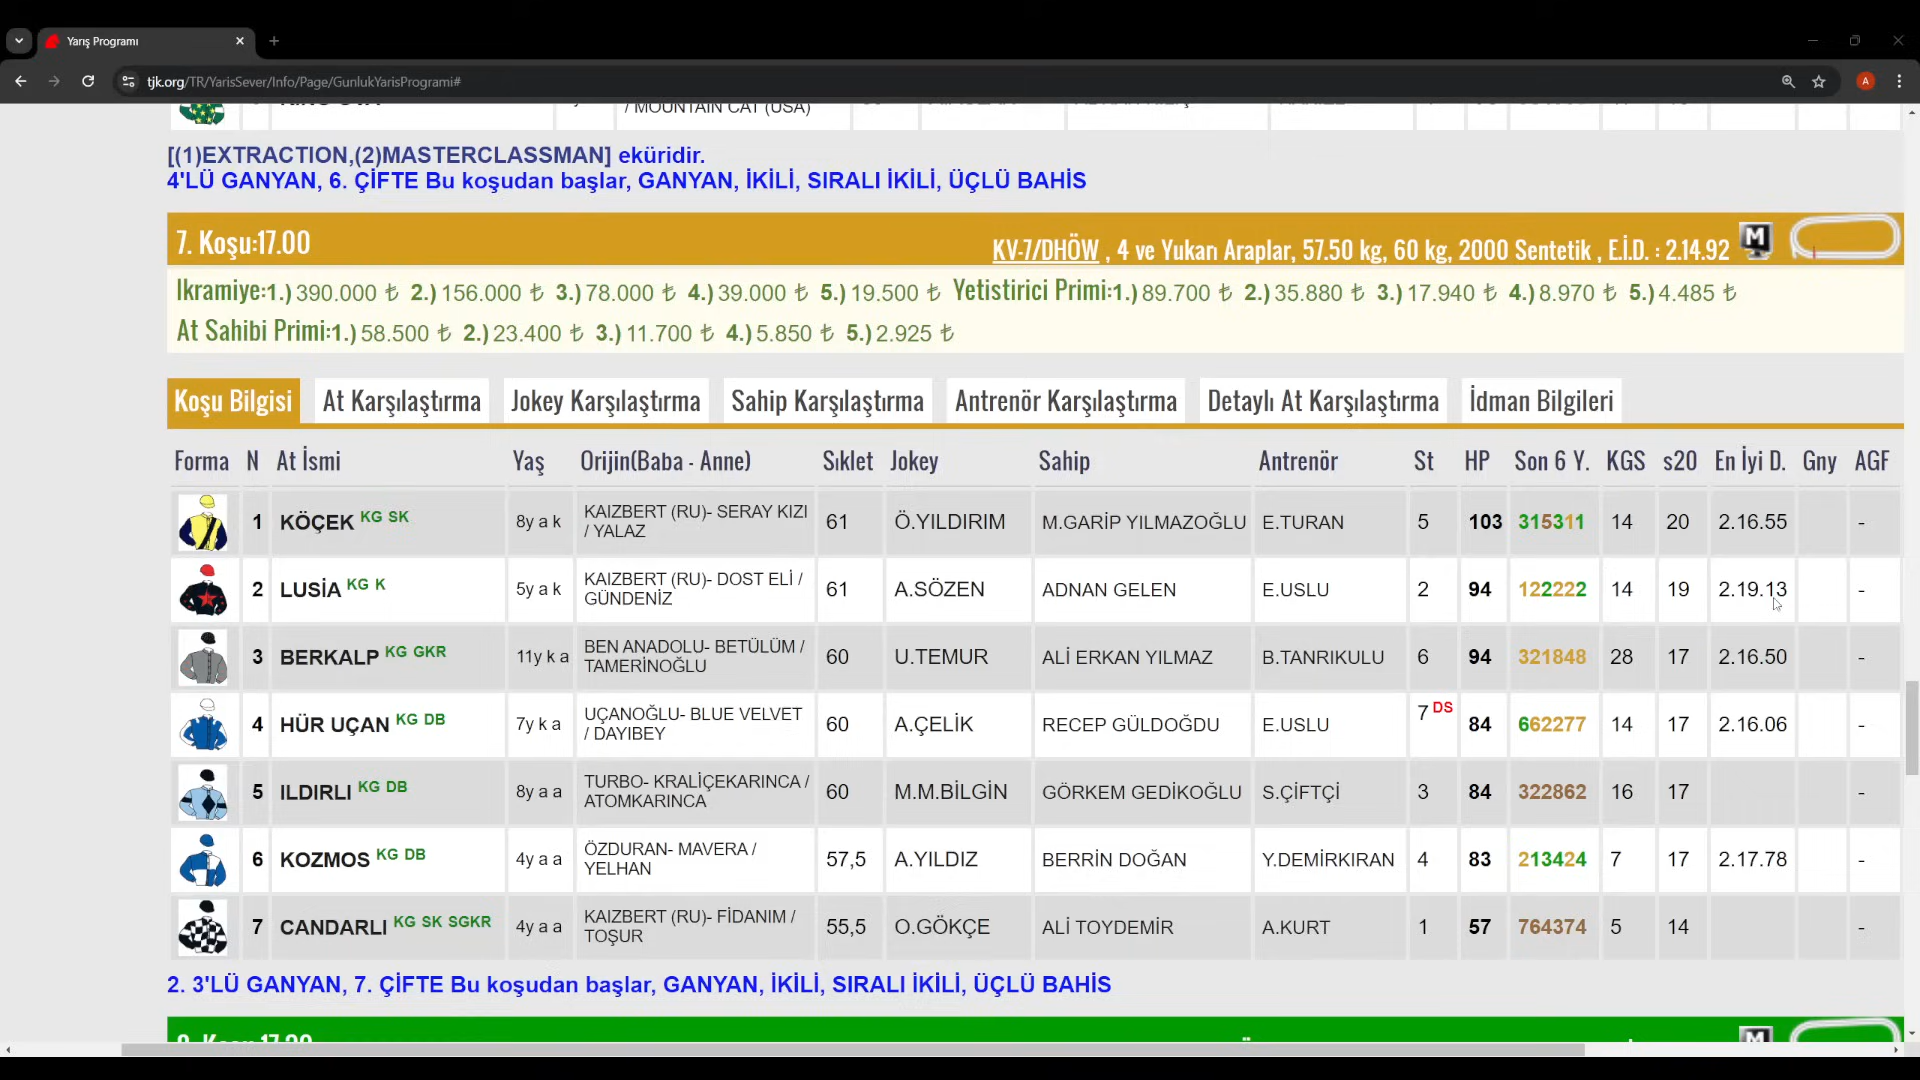 Yarış Programı
tjk.org/TR/YarisSever/Info/Page/GunlukYarisProgrami#
A
/ MOUNTAIN CAT (USA)
[(1)EXTRACTION,(2)MASTERCLASSMAN] eküridir.
4'LÜ GANYAN, 6. ÇİFTE Bu koşudan başlar, GANYAN, İKİLİ, SIRALI İKİLİ, ÜÇLÜ BAHİS
7. Koşu:17.00
KV-7/DHÖW , 4 ve Yukarı Araplar, 57.50 kg, 60 kg, 2000 Sentetik , E.İ.D. : 2.14.92 M
Ikramiye:1.) 390.000 ₺ 2.) 156.000 ₺ 3.) 78.000 ₺ 4.) 39.000 ₺ 5.) 19.500 ₺ Yetistirici Primi:1.) 89.700 ₺ 2.) 35.880 ₺ 3.) 17.940 ₺ 4.) 8.970 ₺ 5.) 4.485 ₺
At Sahibi Primi:1.) 58.500 ₺ 2.) 23.400 ₺ 3.) 11.700 ₺ 4.) 5.850 ₺ 5.) 2.925 ₺
Koşu Bilgisi At Karşılaştırma Jokey Karşılaştırma Sahip Karşılaştırma Antrenör Karşılaştırma Detaylı At Karşılaştırma İdman Bilgileri
Forma N At İsmi Yaş Orijin(Baba - Anne) Sıklet Jokey Sahip Antrenör St HP Son 6 Y. KGS s20 En İyi D. Gny AGF
1 KÖÇEK KG SK 8y a k KAIZBERT (RU)- SERAY KIZI / YALAZ 61 Ö.YILDIRIM M.GARİP YILMAZOĞLU E.TURAN 5 103 315311 14 20 2.16.55 -
2 LUSİA KG K 5y a k KAIZBERT (RU)- DOST ELİ / GÜNDENİZ 61 A.SÖZEN ADNAN GELEN E.USLU 2 94 122222 14 19 2.19.13 -
3 BERKALP KG GKR 11y k a BEN ANADOLU- BETÜLÜM / TAMERİNOĞLU 60 U.TEMUR ALİ ERKAN YILMAZ B.TANRIKULU 6 94 321848 28 17 2.16.50 -
4 HÜR UÇAN KG DB 7y k a UÇANOĞLU- BLUE VELVET / DAYIBEY 60 A.ÇELİK RECEP GÜLDOĞDU E.USLU 7 DS 84 662277 14 17 2.16.06 -
5 ILDIRLI KG DB 8y a a TURBO- KRALİÇEKARINCA / ATOMKARINCA 60 M.M.BİLGİN GÖRKEM GEDİKOĞLU S.ÇİFTÇİ 3 84 322862 16 17 -
6 KOZMOS KG DB 4y a a ÖZDURAN- MAVERA / YELHAN 57,5 A.YILDIZ BERRİN DOĞAN Y.DEMİRKIRAN 4 83 213424 7 17 2.17.78 -
7 CANDARLI KG SK SGKR 4y a a KAIZBERT (RU)- FİDANIM / TOŞUR 55,5 O.GÖKÇE ALİ TOYDEMİR A.KURT 1 57 764374 5 14 -
2. 3'LÜ GANYAN, 7. ÇİFTE Bu koşudan başlar, GANYAN, İKİLİ, SIRALI İKİLİ, ÜÇLÜ BAHİS